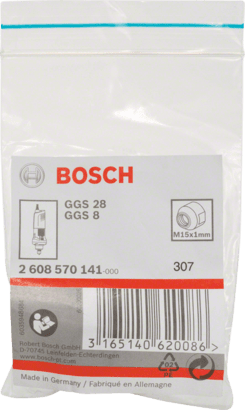 BOSCH
GGS 28
GGS 8
M15x1mm
2 608 570 141-000
307
3 165140 620086 >
Robert Bosch GmbH
www.bosch-pt.com
D-70745 Leinfelden-Echterdingen
Made in Germany / Fabriqué en Allemagne